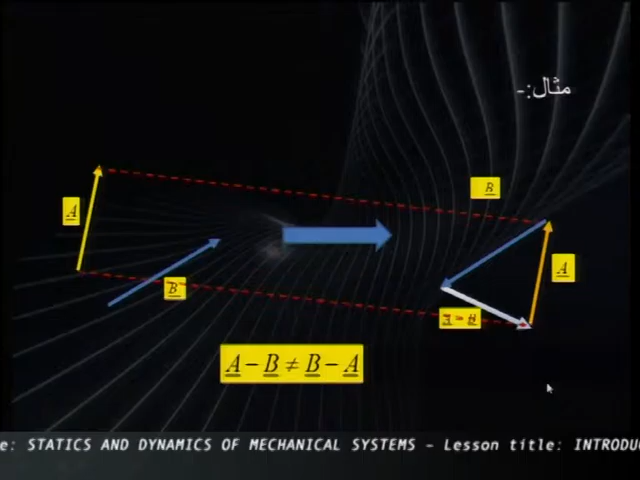 مثال:-
B
A
A
B
A - B ≠ B - A
e: STATICS AND DYNAMICS OF MECHANICAL SYSTEMS - Lesson title: INTRODU